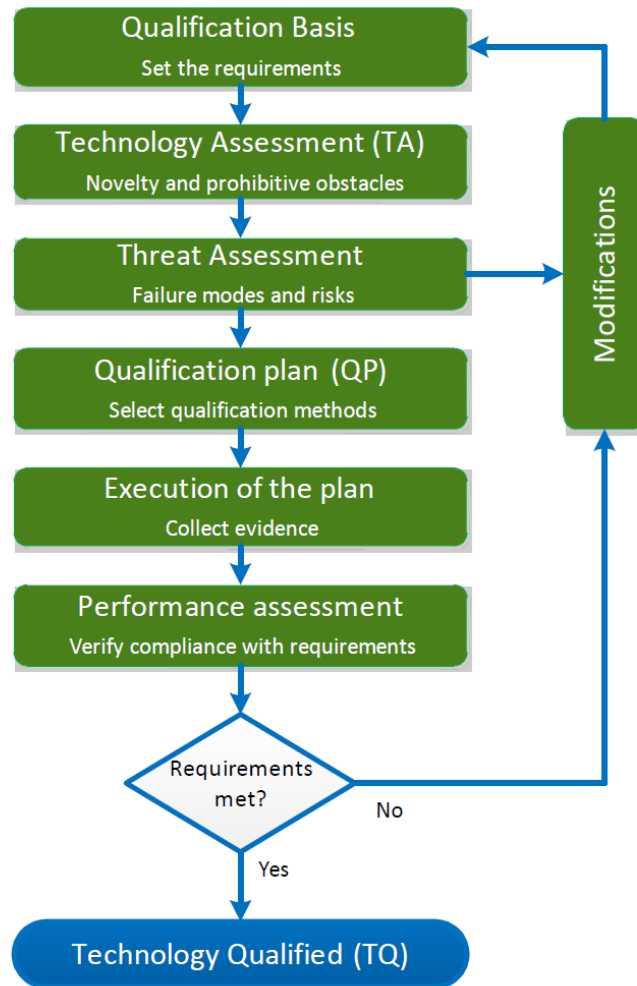 Qualification Basis
Set the requirements
Technology Assessment (TA)
Novelty and prohibitive obstacles
Threat Assessment
Failure modes and risks
Modifications
Qualification plan (QP)
Select qualification methods
Execution of the plan
Collect evidence
Performance assessment
Verify compliance with requirements
Requirements
met?
No
Yes
Technology Qualified (TQ)